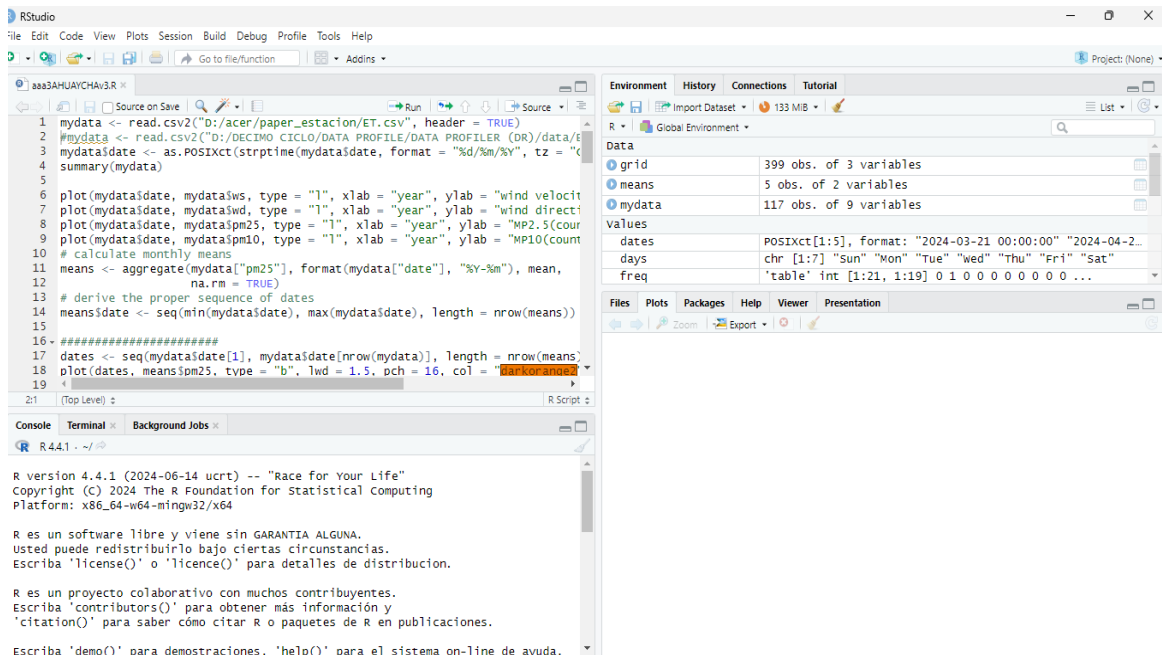 RStudio
File Edit Code View Plots Session Build Debug Profile Tools Help
Go to file/function Addins Project: (None)
aaa3AHUAYCHAv3.R
Source on Save Run Source
1 mydata <- read.csv2("D:/acer/paper_estacion/ET.csv", header = TRUE)
2 #mydata <- read.csv2("D:/DECIMO CICLO/DATA PROFILE/DATA PROFILER (DR)/data/E
3 mydata$date <- as.POSIXct(strptime(mydata$date, format = "%d/%m/%Y", tz = "G
4 summary(mydata)
5
6 plot(mydata$date, mydata$ws, type = "l", xlab = "year", ylab = "wind velocit
7 plot(mydata$date, mydata$wd, type = "l", xlab = "year", ylab = "wind directi
8 plot(mydata$date, mydata$pm25, type = "l", xlab = "year", ylab = "MP2.5(coun
9 plot(mydata$date, mydata$pm10, type = "l", xlab = "year", ylab = "MP10(count
10 # calculate monthly means
11 means <- aggregate(mydata["pm25"], format(mydata["date"], "%Y-%m"), mean,
na.rm = TRUE)
13 # derive the proper sequence of dates
14 means$date <- seq(min(mydata$date), max(mydata$date), length = nrow(means))
15
16 #######################
17 dates <- seq(mydata$date[1], mydata$date[nrow(mydata)], length = nrow(means)
18 plot(dates, means$pm25, type = "b", lwd = 1.5, pch = 16, col = "darkorange2"
19
2:1 (Top Level) R Script
Console Terminal Background Jobs
R 4.4.1 · ~/
R version 4.4.1 (2024-06-14 ucrt) -- "Race for Your Life"
Copyright (C) 2024 The R Foundation for Statistical Computing
Platform: x86_64-w64-mingw32/x64
R es un software libre y viene sin GARANTIA ALGUNA.
Usted puede redistribuirlo bajo ciertas circunstancias.
Escriba 'license()' o 'licence()' para detalles de distribucion.
R es un proyecto colaborativo con muchos contribuyentes.
Escriba 'contributors()' para obtener más información y
'citation()' para saber cómo citar R o paquetes de R en publicaciones.
Escriba 'demo()' para demostraciones, 'help()' para el sistema on-line de ayuda,
Environment History Connections Tutorial
Import Dataset 133 MiB List
R Global Environment
Data
grid 399 obs. of 3 variables
means 5 obs. of 2 variables
mydata 117 obs. of 9 variables
values
dates POSIXct[1:5], format: "2024-03-21 00:00:00" "2024-04-2…
days chr [1:7] "Sun" "Mon" "Tue" "Wed" "Thu" "Fri" "Sat"
freq 'table' int [1:21, 1:19] 0 1 0 0 0 0 0 0 0 0 ...
Files Plots Packages Help Viewer Presentation
Zoom Export